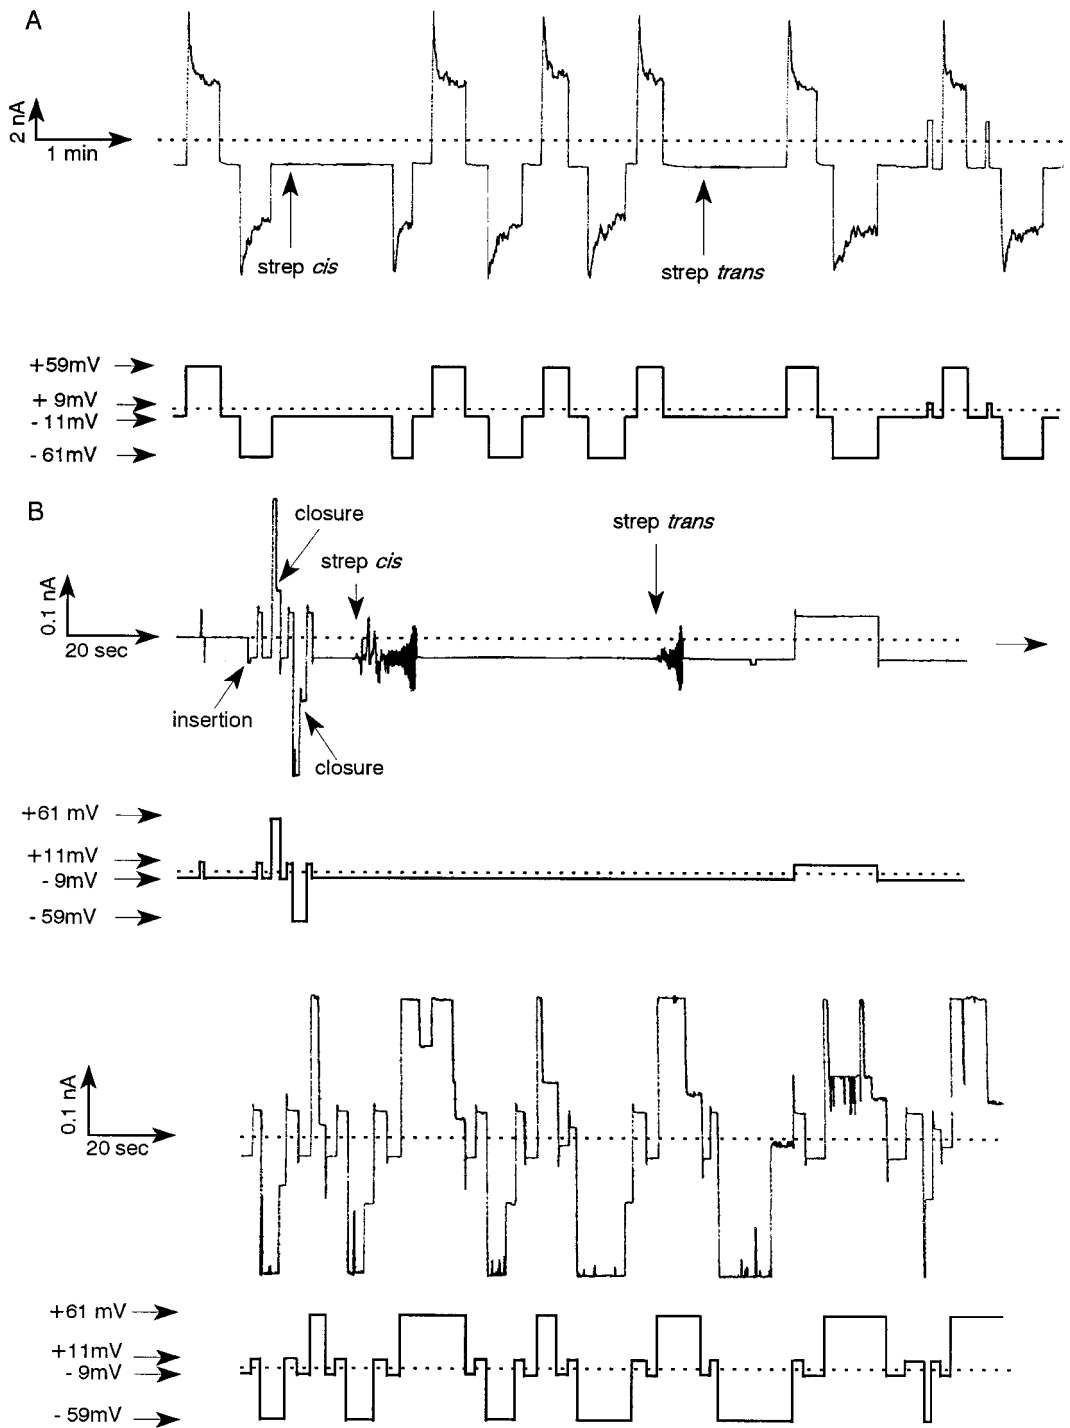 A
2 nA
1 min
strep cis
strep trans
+59mV
+ 9mV
- 11mV
- 61mV
B
closure
strep cis
strep trans
0.1 nA
20 sec
insertion
closure
+61 mV
+11mV
- 9mV
- 59mV
0.1 nA
20 sec
+61 mV
+11mV
- 9mV
- 59mV